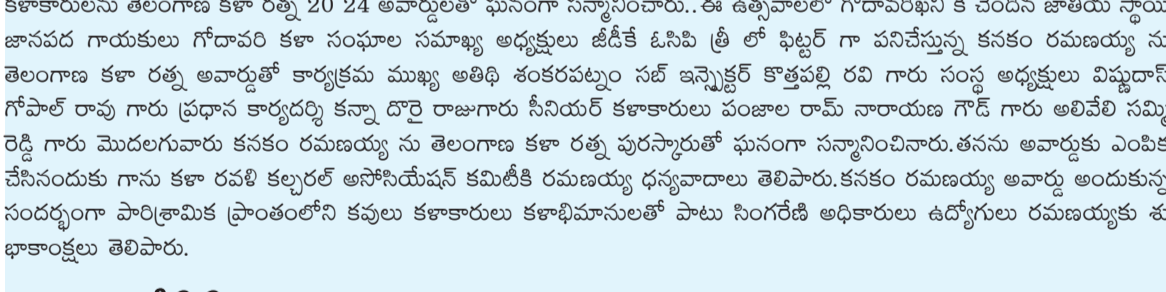 కళాకారులను తెలంగాణ కళా రత్న 20 24 అవార్డులతో ఘనంగా సన్మానించారు..ఈ ఉత్సవాలలో గోదావరిఖని కి చెందిన జాతీయ స్థాయి
జానపద గాయకులు గోదావరి కళా సంఘాల సమాఖ్య అధ్యక్షులు జీడీకే ఓసిపి త్రీ లో ఫిట్టర్ గా పనిచేస్తున్న కనకం రమణయ్య ను
తెలంగాణ కళా రత్న అవార్డుతో కార్యక్రమ ముఖ్య అతిథి శంకరపట్నం సబ్ ఇన్స్పెక్టర్ కొత్తపల్లి రవి గారు సంస్థ అధ్యక్షులు విష్ణుదాస్
గోపాల్ రావు గారు ప్రధాన కార్యదర్శి కన్నా దొరై రాజుగారు సీనియర్ కళాకారులు పంజాల రామ్ నారాయణ గౌడ్ గారు అలివేలి సమ్మి
రెడ్డి గారు మొదలగువారు కనకం రమణయ్య ను తెలంగాణ కళా రత్న పురస్కారుతో ఘనంగా సన్మానించినారు.తనను అవార్డుకు ఎంపిక
చేసినందుకు గాను కళా రవళి కల్చరల్ అసోసియేషన్ కమిటీకి రమణయ్య ధన్యవాదాలు తెలిపారు.కనకం రమణయ్య అవార్డు అందుకున్న
సందర్భంగా పారిశ్రామిక ప్రాంతంలోని కవులు కళాకారులు కళాభిమానులతో పాటు సింగరేణి అధికారులు ఉద్యోగులు రమణయ్యకు శు
భాకాంక్షలు తెలిపారు.